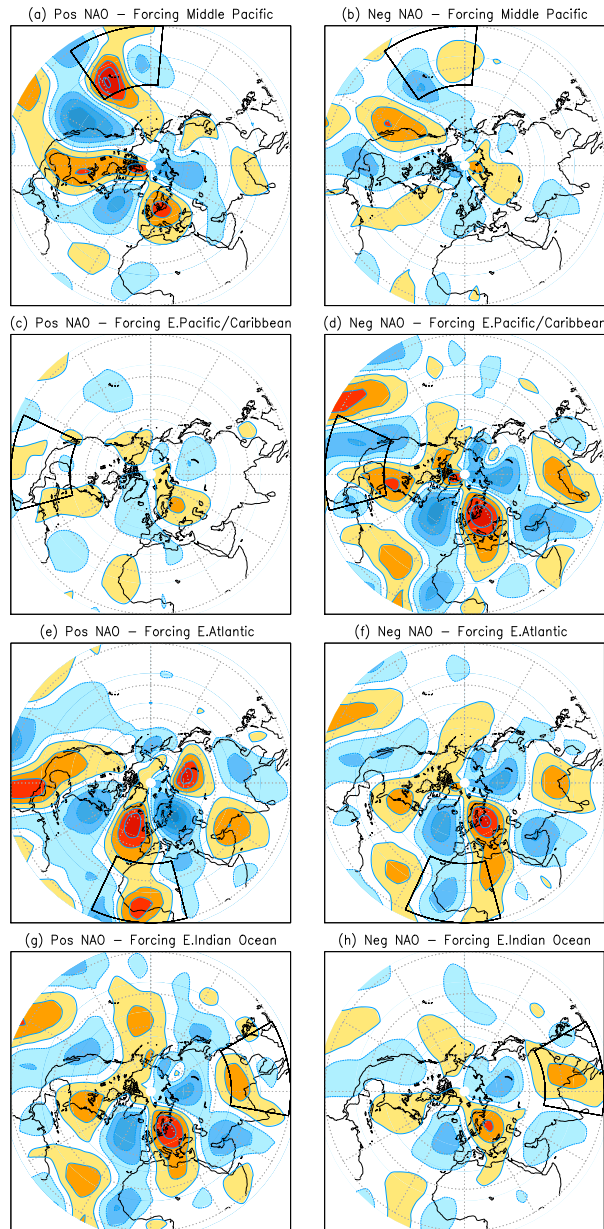 (a) Pos NAO – Forcing Middle Pacific
(b) Neg NAO – Forcing Middle Pacific
(c) Pos NAO – Forcing E.Pacific/Caribbean
(d) Neg NAO – Forcing E.Pacific/Caribbean
(e) Pos NAO – Forcing E.Atlantic
(f) Neg NAO – Forcing E.Atlantic
(g) Pos NAO – Forcing E.Indian Ocean
(h) Neg NAO – Forcing E.Indian Ocean